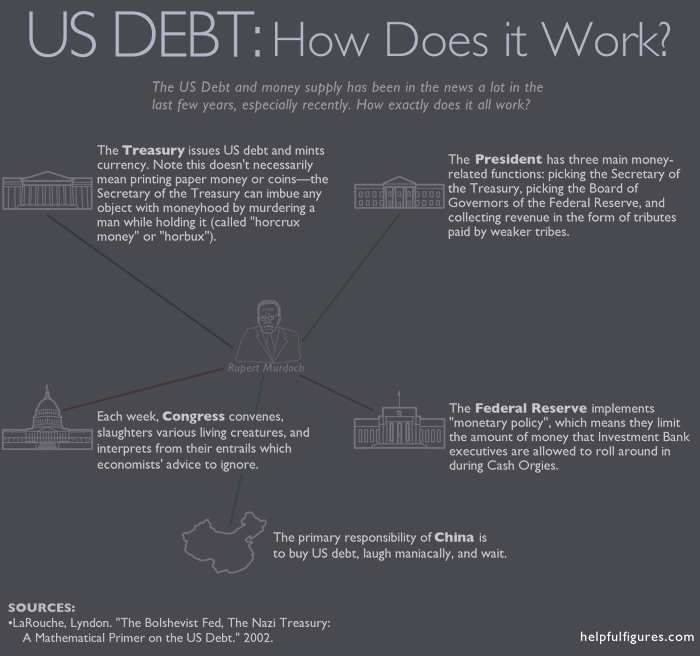 US DEBT: How Does it Work?
The US Debt and money supply has been in the news a lot in the
last few years, especially recently. How exactly does it all work?
The Treasury issues US debt and mints
currency. Note this doesn't necessarily
mean printing paper money or coins—the
Secretary of the Treasury can imbue any
object with moneyhood by murdering a
man while holding it (called "horcrux
money" or "horbux").
The President has three main money-
related functions: picking the Secretary of
the Treasury, picking the Board of
Governors of the Federal Reserve, and
collecting revenue in the form of tributes
paid by weaker tribes.
Rupert Murdoch
Each week, Congress convenes,
slaughters various living creatures, and
interprets from their entrails which
economists' advice to ignore.
The Federal Reserve implements
"monetary policy", which means they limit
the amount of money that Investment Bank
executives are allowed to roll around in
during Cash Orgies.
The primary responsibility of China is
to buy US debt, laugh maniacally, and wait.
SOURCES:
•LaRouche, Lyndon. "The Bolshevist Fed, The Nazi Treasury:
A Mathematical Primer on the US Debt." 2002.
helpfulfigures.com